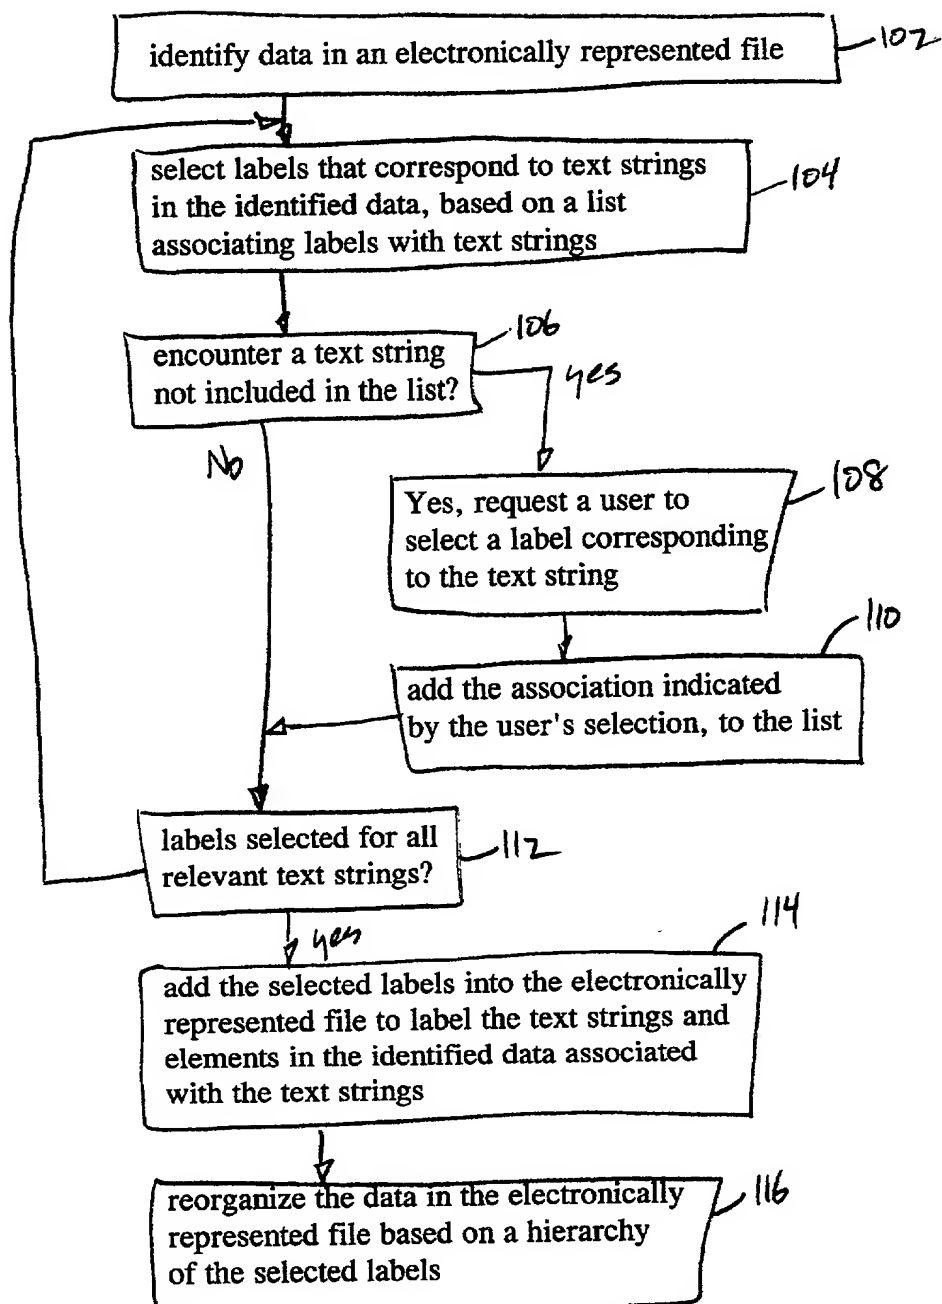 identify data in an electronically represented file
102
select labels that correspond to text strings
in the identified data, based on a list
associating labels with text strings
104
106
encounter a text string
not included in the list?
yes
No
108
Yes, request a user to
select a label corresponding
to the text string
110
add the association indicated
by the user's selection, to the list
labels selected for all
relevant text strings?
112
yes
114
add the selected labels into the electronically
represented file to label the text strings and
elements in the identified data associated
with the text strings
reorganize the data in the electronically
represented file based on a hierarchy
of the selected labels
116